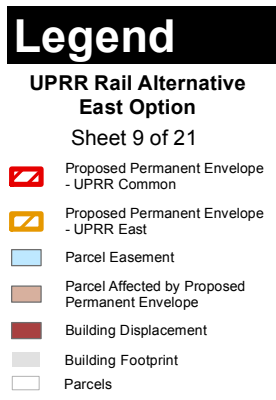 Legend
UPRR Rail Alternative
East Option
Sheet 9 of 21
Proposed Permanent Envelope
- UPRR Common
Proposed Permanent Envelope
- UPRR East
Parcel Easement
Parcel Affected by Proposed
Permanent Envelope
Building Displacement
Building Footprint
Parcels